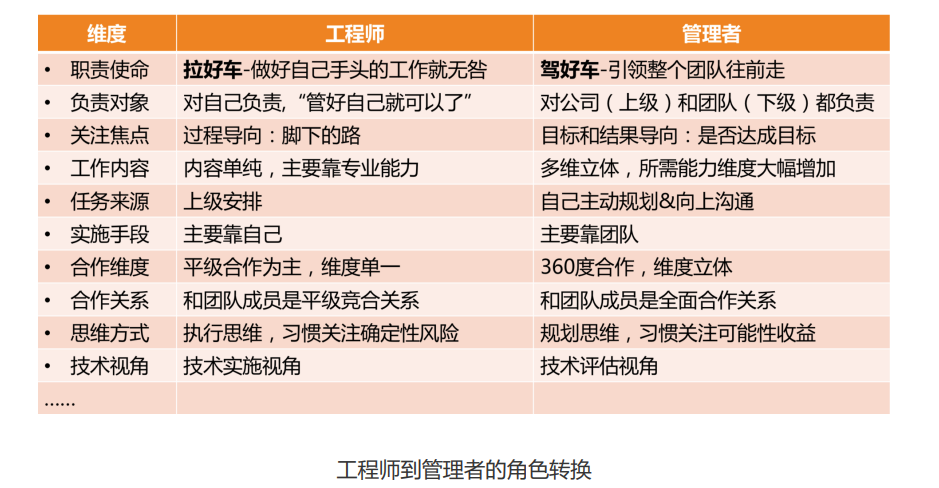 维度 工程师 管理者
• 职责使命 拉好车-做好自己手头的工作就无咎 驾好车-引领整个团队往前走
• 负责对象 对自己负责，“管好自己就可以了” 对公司（上级）和团队（下级）都负责
• 关注焦点 过程导向：脚下的路 目标和结果导向：是否达成目标
• 工作内容 内容单纯，主要靠专业能力 多维立体，所需能力维度大幅增加
• 任务来源 上级安排 自己主动规划&向上沟通
• 实施手段 主要靠自己 主要靠团队
• 合作维度 平级合作为主，维度单一 360度合作，维度立体
• 合作关系 和团队成员是平级竞合关系 和团队成员是全面合作关系
• 思维方式 执行思维，习惯关注确定性风险 规划思维，习惯关注可能性收益
• 技术视角 技术实施视角 技术评估视角
……
工程师到管理者的角色转换